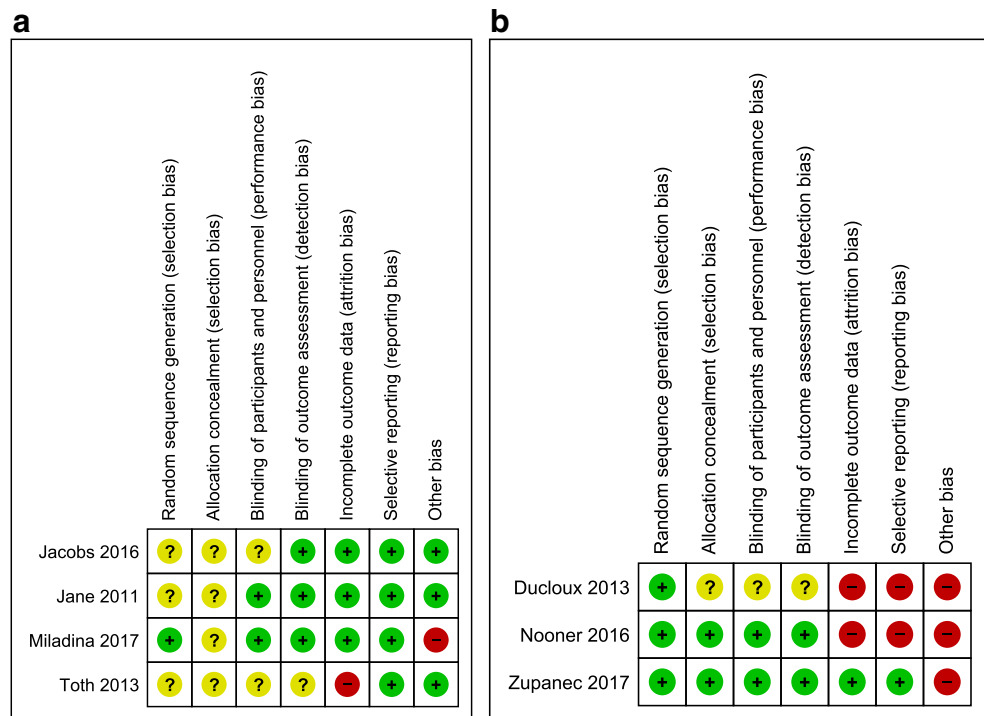 a
Random sequence generation (selection bias)
Allocation concealment (selection bias)
Blinding of participants and personnel (performance bias)
Blinding of outcome assessment (detection bias)
Incomplete outcome data (attrition bias)
Selective reporting (reporting bias)
Other bias
Jacobs 2016 ? ? ? + + + +
Jane 2011 ? ? + + + + +
Miladina 2017 + ? + + + + −
Toth 2013 ? ? ? ? − + +
b
Random sequence generation (selection bias)
Allocation concealment (selection bias)
Blinding of participants and personnel (performance bias)
Blinding of outcome assessment (detection bias)
Incomplete outcome data (attrition bias)
Selective reporting (reporting bias)
Other bias
Ducloux 2013 + ? ? ? − − −
Nooner 2016 + + + + − − −
Zupanec 2017 + + + + + + −